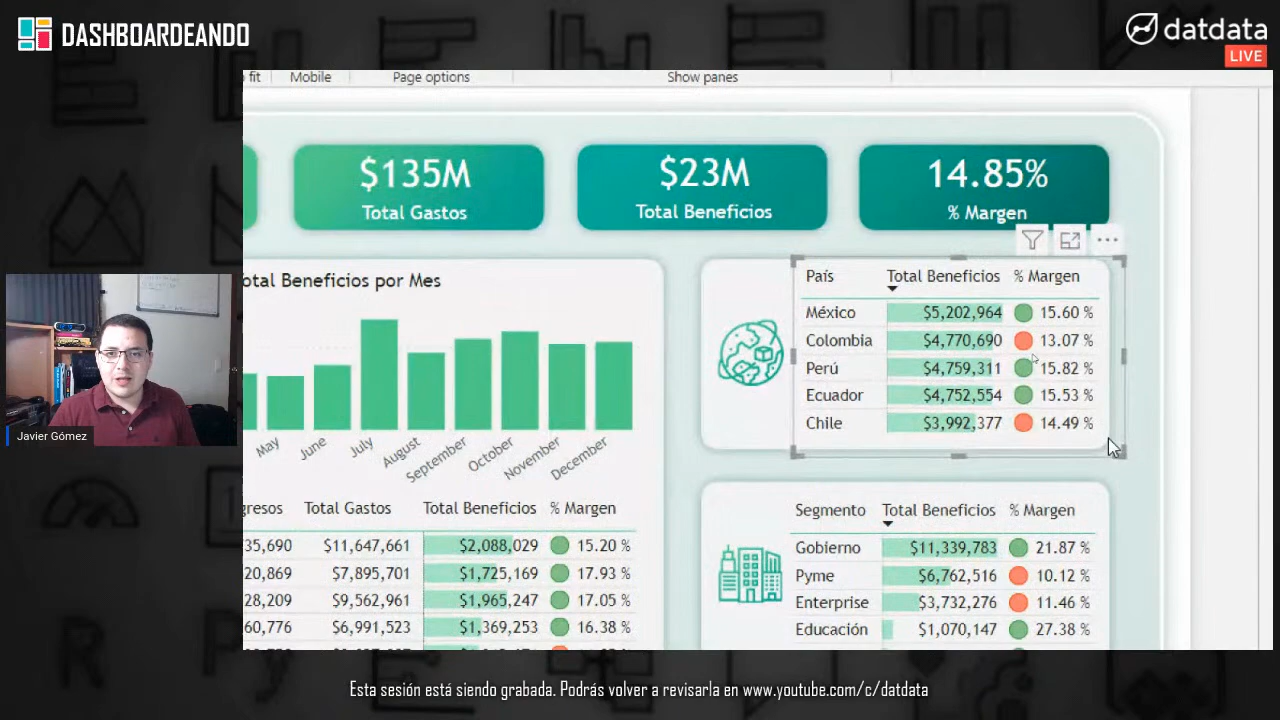 DASHBOARDEANDO
datdata
LIVE
fit Mobile Page options Show panes
$135M
Total Gastos
$23M
Total Beneficios
14.85%
% Margen
otal Beneficios por Mes
May June July August September October November December
País Total Beneficios % Margen
México $5,202,964 15.60 %
Colombia $4,770,690 13.07 %
Perú $4,759,311 15.82 %
Ecuador $4,752,554 15.53 %
Chile $3,992,377 14.49 %
Javier Gómez
gresos Total Gastos Total Beneficios % Margen
35,690 $11,647,661 $2,088,029 15.20 %
20,869 $7,895,701 $1,725,169 17.93 %
28,209 $9,562,961 $1,965,247 17.05 %
60,776 $6,991,523 $1,369,253 16.38 %
Segmento Total Beneficios % Margen
Gobierno $11,339,783 21.87 %
Pyme $6,762,516 10.12 %
Enterprise $3,732,276 11.46 %
Educación $1,070,147 27.38 %
Esta sesión está siendo grabada. Podrás volver a revisarla en www.youtube.com/c/datdata